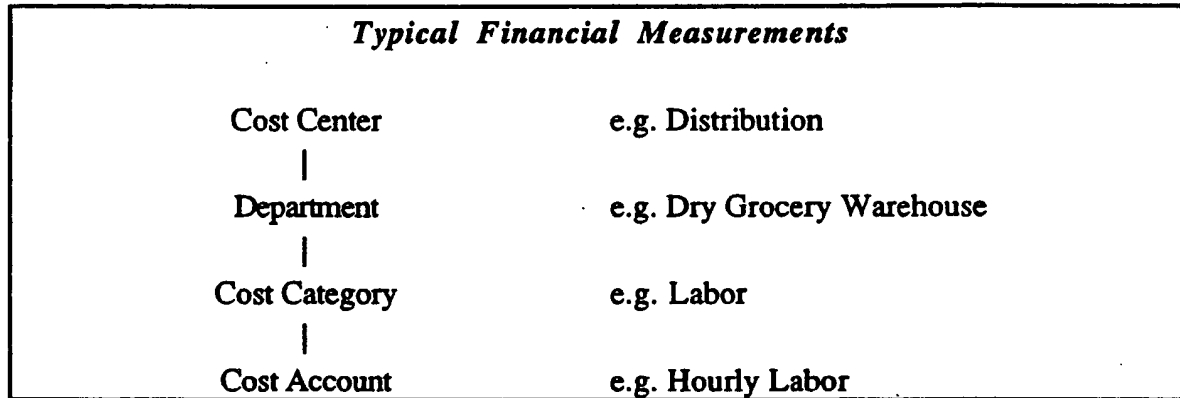 Typical Financial Measurements
Cost Center e.g. Distribution
|
Department e.g. Dry Grocery Warehouse
|
Cost Category e.g. Labor
|
Cost Account e.g. Hourly Labor